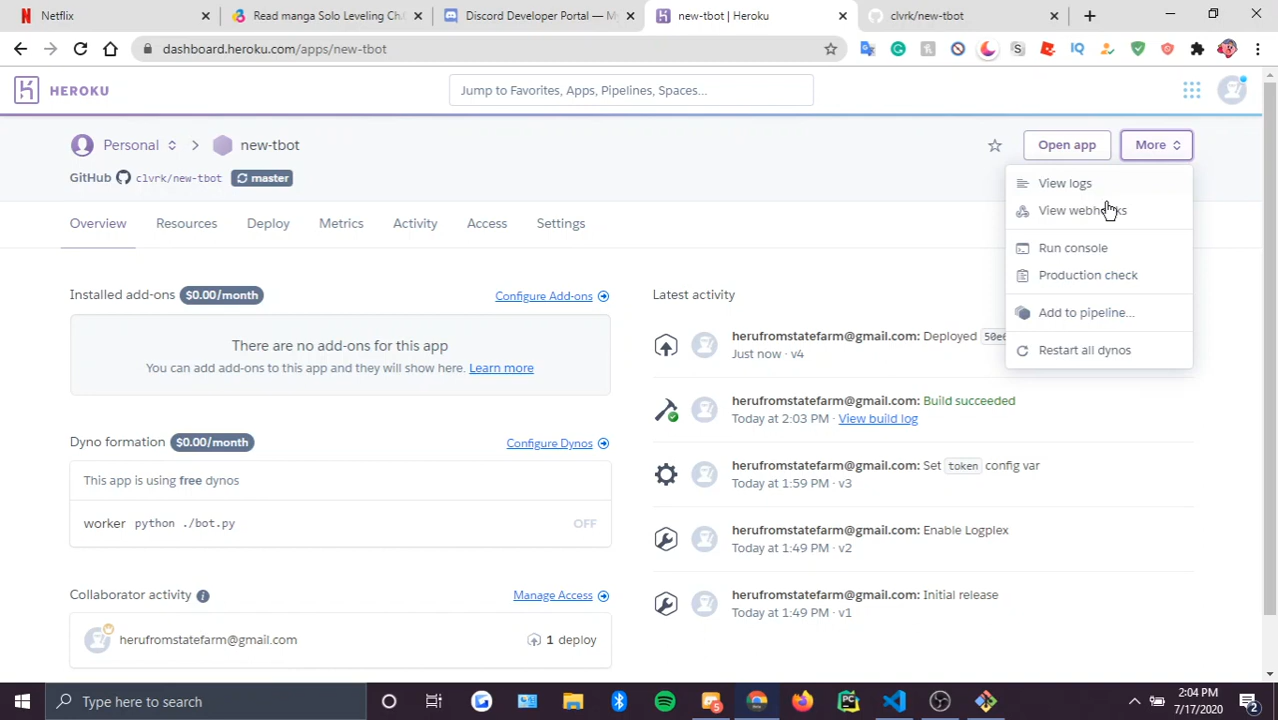 Netflix
Read manga Solo Leveling Ch
Discord Developer Portal — My
new-tbot | Heroku
clvrk/new-tbot
dashboard.heroku.com/apps/new-tbot
HEROKU
Jump to Favorites, Apps, Pipelines, Spaces...
Personal
new-tbot
Open app
More
GitHub
clvrk/new-tbot
master
View logs
View webhooks
Run console
Production check
Add to pipeline...
Restart all dynos
Overview
Resources
Deploy
Metrics
Activity
Access
Settings
Installed add-ons $0.00/month
Configure Add-ons
There are no add-ons for this app
You can add add-ons to this app and they will show here. Learn more
Dyno formation $0.00/month
Configure Dynos
This app is using free dynos
worker python ./bot.py
OFF
Collaborator activity
Manage Access
herufromstatefarm@gmail.com
1 deploy
Latest activity
herufromstatefarm@gmail.com: Deployed
Just now · v4
herufromstatefarm@gmail.com: Build succeeded
Today at 2:03 PM · View build log
herufromstatefarm@gmail.com: Set token config var
Today at 1:59 PM · v3
herufromstatefarm@gmail.com: Enable Logplex
Today at 1:49 PM · v2
herufromstatefarm@gmail.com: Initial release
Today at 1:49 PM · v1
Type here to search
2:04 PM
7/17/2020
2